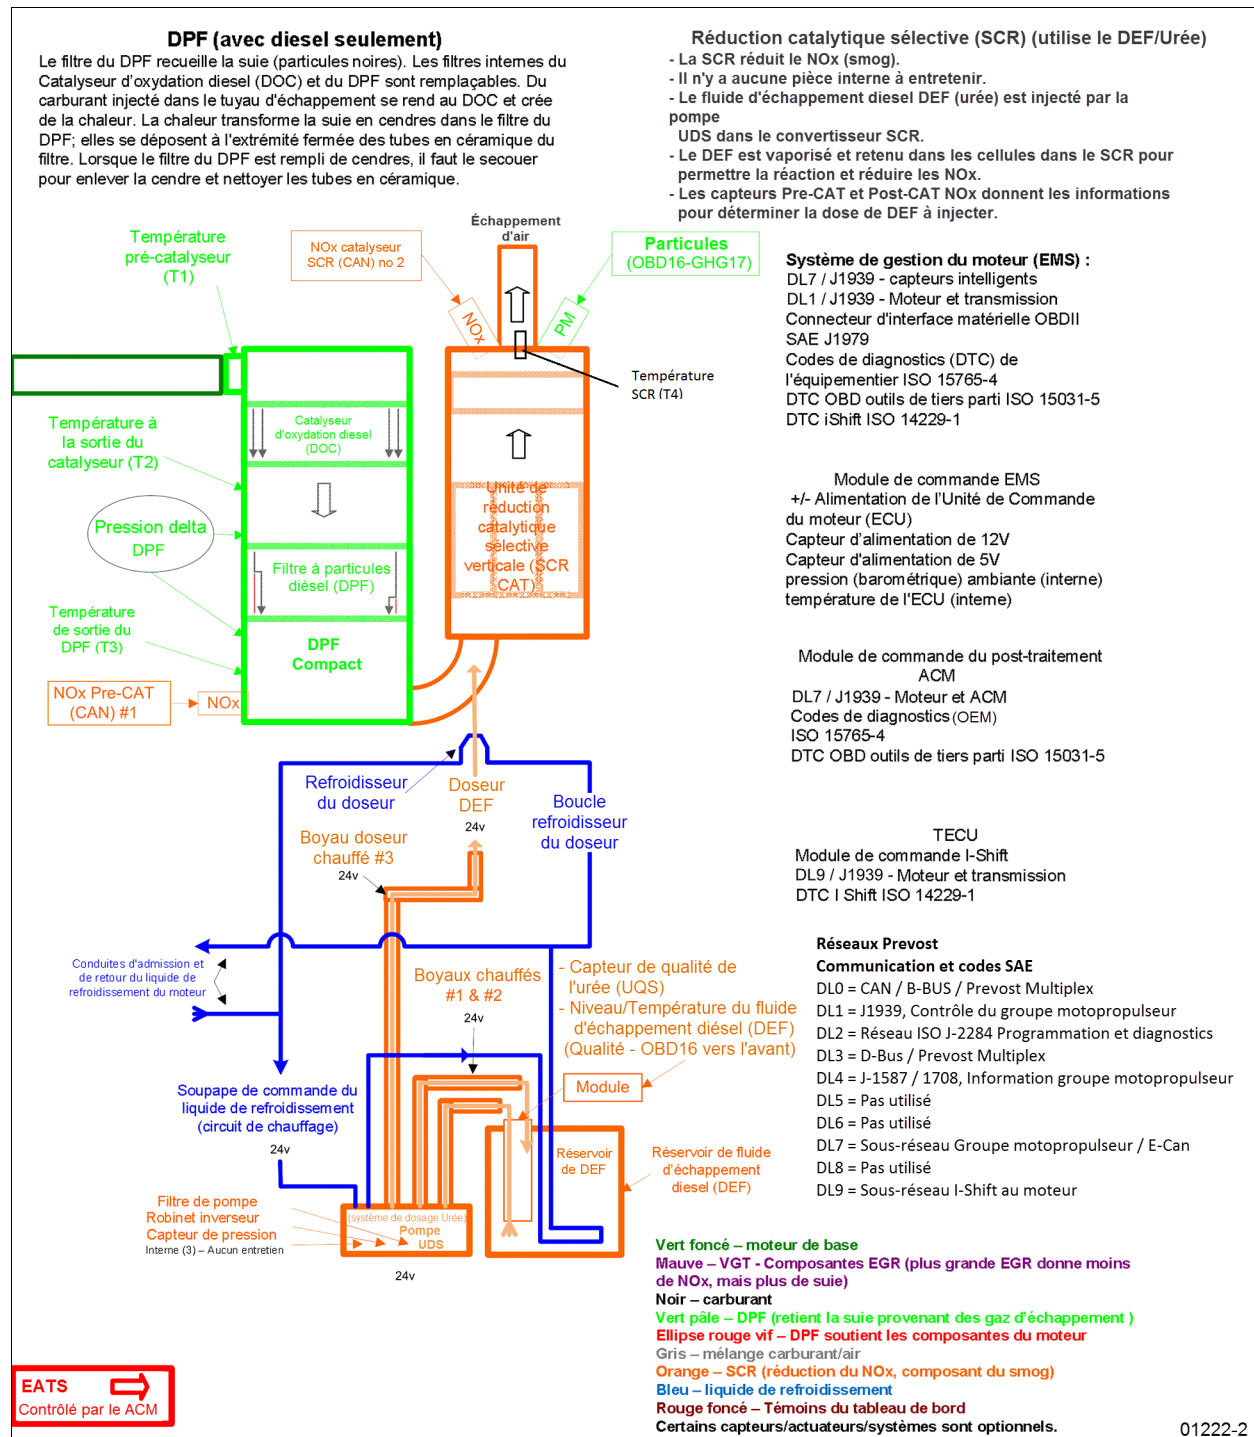 DPF (avec diesel seulement)
Le filtre du DPF recueille la suie (particules noires). Les filtres internes du
Catalyseur d'oxydation diesel (DOC) et du DPF sont remplaçables. Du
carburant injecté dans le tuyau d'échappement se rend au DOC et crée
de la chaleur. La chaleur transforme la suie en cendres dans le filtre du
DPF; elles se déposent à l'extrémité fermée des tubes en céramique du
filtre. Lorsque le filtre du DPF est rempli de cendres, il faut le secouer
pour enlever la cendre et nettoyer les tubes en céramique.
Réduction catalytique sélective (SCR) (utilise le DEF/Urée)
- La SCR réduit le NOx (smog).
- Il n'y a aucune pièce interne à entretenir.
- Le fluide d'échappement diesel DEF (urée) est injecté par la
pompe
UDS dans le convertisseur SCR.
- Le DEF est vaporisé et retenu dans les cellules dans le SCR pour
permettre la réaction et réduire les NOx.
- Les capteurs Pre-CAT et Post-CAT NOx donnent les informations
pour déterminer la dose de DEF à injecter.
Échappement
d'air
Température
pré-catalyseur
(T1)
NOx catalyseur
SCR (CAN) no 2
Particules
(OBD16-GHG17)
NOx
PM
Température
SCR (T4)
Température à
la sortie du
catalyseur (T2)
Catalyseur
d'oxydation diesel
(DOC)
Pression delta
DPF
Unité de
réduction
catalytique
sélective
verticale (SCR
CAT)
Filtre à particules
diésel (DPF)
Température
de sortie du
DPF (T3)
DPF
Compact
NOx Pre-CAT
(CAN) #1
NOx
Système de gestion du moteur (EMS) :
DL7 / J1939 - capteurs intelligents
DL1 / J1939 - Moteur et transmission
Connecteur d'interface matérielle OBDII
SAE J1979
Codes de diagnostics (DTC) de
l'équipementier ISO 15765-4
DTC OBD outils de tiers parti ISO 15031-5
DTC iShift ISO 14229-1
Module de commande EMS
+/- Alimentation de l'Unité de Commande
du moteur (ECU)
Capteur d'alimentation de 12V
Capteur d'alimentation de 5V
pression (barométrique) ambiante (interne)
température de l'ECU (interne)
Module de commande du post-traitement
ACM
DL7 / J1939 - Moteur et ACM
Codes de diagnostics (OEM)
ISO 15765-4
DTC OBD outils de tiers parti ISO 15031-5
TECU
Module de commande I-Shift
DL9 / J1939 - Moteur et transmission
DTC I Shift ISO 14229-1
Refroidisseur
du doseur
Doseur
DEF
24v
Boucle
refroidisseur
du doseur
Boyau doseur
chauffé #3
24v
Conduites d'admission et
de retour du liquide de
refroidissement du moteur
Boyaux chauffés
#1 & #2
24v
- Capteur de qualité de
l'urée (UQS)
- Niveau/Température du fluide
d'échappement diésel (DEF)
(Qualité - OBD16 vers l'avant)
Module
Soupape de commande du
liquide de refroidissement
(circuit de chauffage)
24v
Réservoir
de DEF
Réservoir de fluide
d'échappement
diesel (DEF)
Filtre de pompe
Robinet inverseur
Capteur de pression
Interne (3) – Aucun entretien
(système de dosage Urée)
Pompe
UDS
24v
Réseaux Prevost
Communication et codes SAE
DL0 = CAN / B-BUS / Prevost Multiplex
DL1 = J1939, Contrôle du groupe motopropulseur
DL2 = Réseau ISO J-2284 Programmation et diagnostics
DL3 = D-Bus / Prevost Multiplex
DL4 = J-1587 / 1708, Information groupe motopropulseur
DL5 = Pas utilisé
DL6 = Pas utilisé
DL7 = Sous-réseau Groupe motopropulseur / E-Can
DL8 = Pas utilisé
DL9 = Sous-réseau I-Shift au moteur
Vert foncé – moteur de base
Mauve – VGT - Composantes EGR (plus grande EGR donne moins
de NOx, mais plus de suie)
Noir – carburant
Vert pâle – DPF (retient la suie provenant des gaz d'échappement )
Ellipse rouge vif – DPF soutient les composantes du moteur
Gris – mélange carburant/air
Orange – SCR (réduction du NOx, composant du smog)
Bleu – liquide de refroidissement
Rouge foncé – Témoins du tableau de bord
Certains capteurs/actuateurs/systèmes sont optionnels.
EATS
Contrôlé par le ACM
01222-2